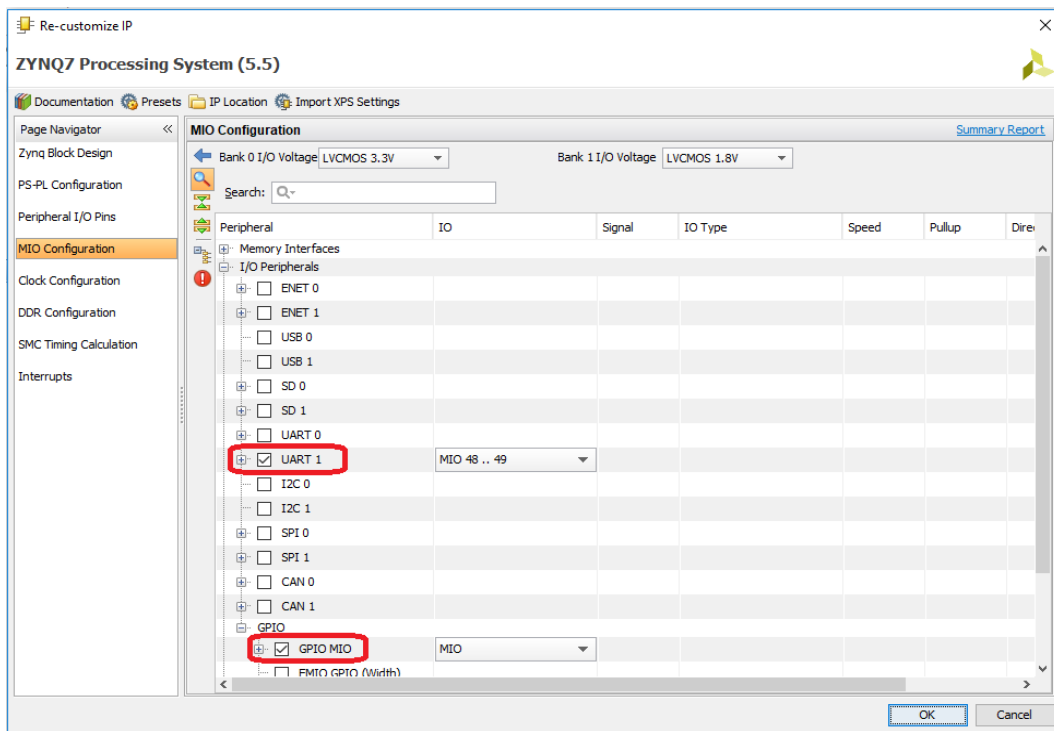 Re-customize IP
ZYNQ7 Processing System (5.5)
Documentation Presets IP Location Import XPS Settings
Page Navigator «
Zynq Block Design
PS-PL Configuration
Peripheral I/O Pins
MIO Configuration
Clock Configuration
DDR Configuration
SMC Timing Calculation
Interrupts
MIO Configuration Summary Report
Bank 0 I/O Voltage LVCMOS 3.3V Bank 1 I/O Voltage LVCMOS 1.8V
Search:
Peripheral IO Signal IO Type Speed Pullup Direc
Memory Interfaces
I/O Peripherals
ENET 0
ENET 1
USB 0
USB 1
SD 0
SD 1
UART 0
UART 1 MIO 48 .. 49
I2C 0
I2C 1
SPI 0
SPI 1
CAN 0
CAN 1
GPIO
GPIO MIO MIO
EMIO GPIO (Width)
OK Cancel